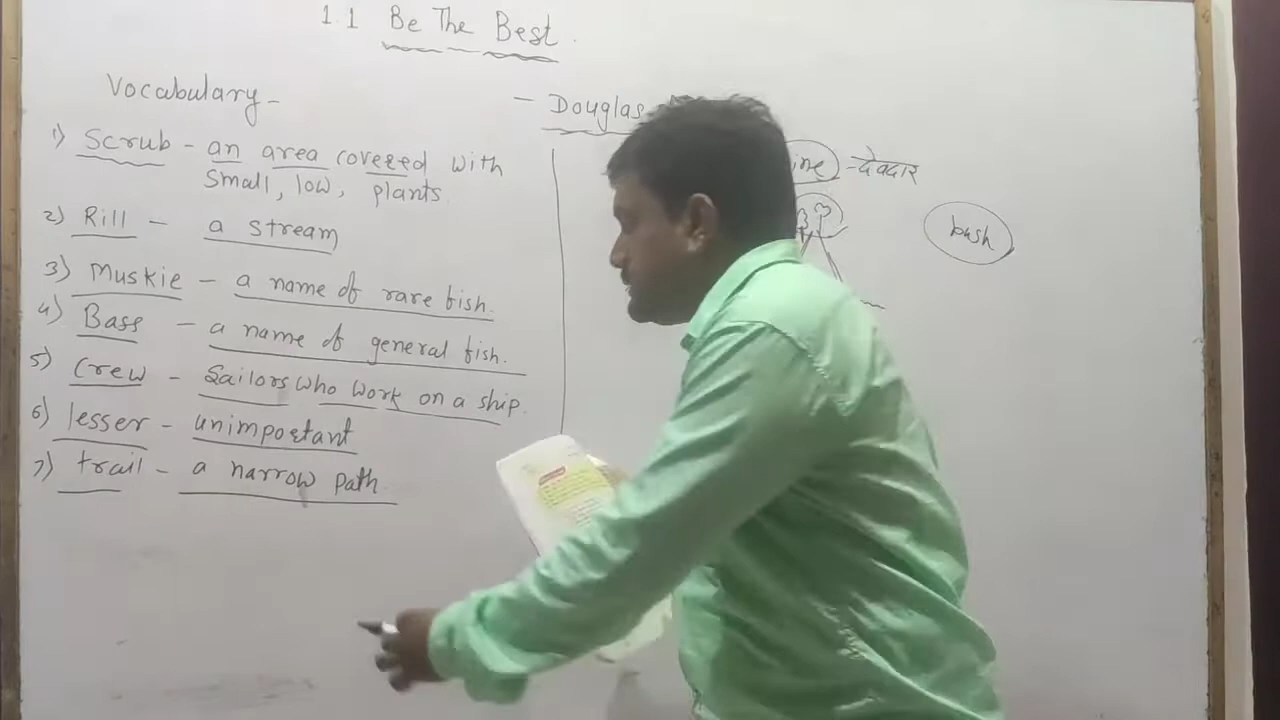 1.1 Be The Best.
Vocabulary -
- Douglas
1) Scrub - an area covered with
small, low, plants
2) Rill - a stream
3) Muskie - a name of rare fish.
4) Bass - a name of general fish.
5) Crew - Sailors who work on a ship.
6) lesser - unimportant
7) trail - a narrow path.
ine - देवदार
bush